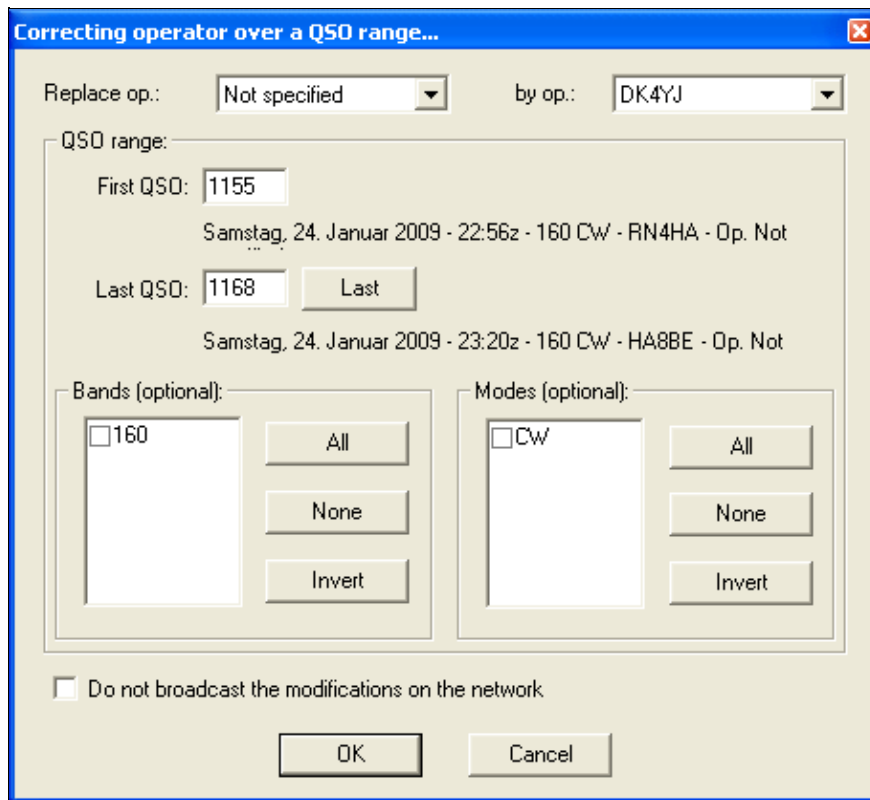 Correcting operator over a QSO range...
Replace op.: Not specified by op.: DK4YJ
QSO range:
First QSO: 1155
Samstag, 24. Januar 2009 - 22:56z - 160 CW - RN4HA - Op. Not
Last QSO: 1168 Last
Samstag, 24. Januar 2009 - 23:20z - 160 CW - HA8BE - Op. Not
Bands (optional): Modes (optional):
160 All CW All
None None
Invert Invert
Do not broadcast the modifications on the network
OK Cancel